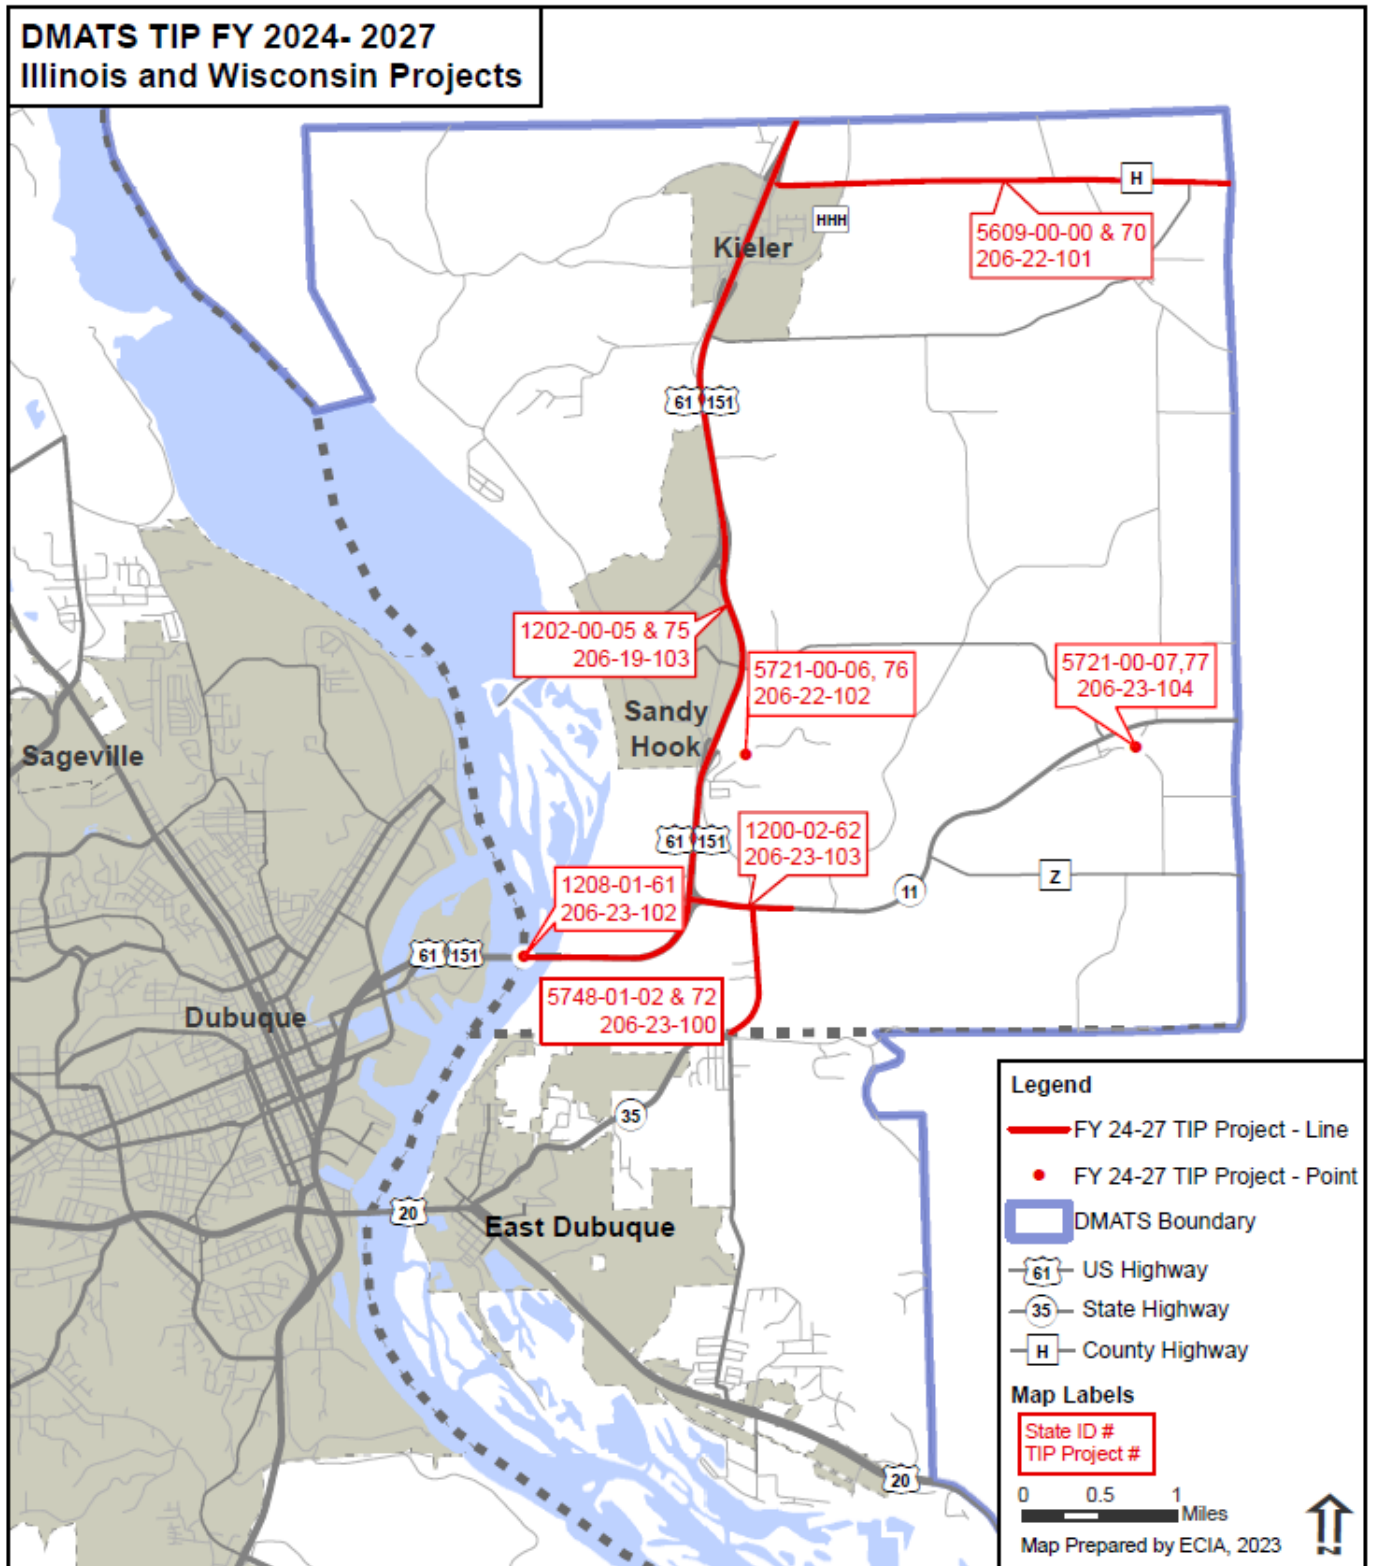 DMATS TIP FY 2024- 2027
Illinois and Wisconsin Projects
H
HHH
5609-00-00 & 70
206-22-101
Kieler
61 151
1202-00-05 & 75
206-19-103
5721-00-06, 76
206-22-102
5721-00-07,77
206-23-104
Sandy
Hook
Sageville
61 151
1200-02-62
206-23-103
Z
11
1208-01-61
206-23-102
61 151
5748-01-02 & 72
206-23-100
Dubuque
35
20
East Dubuque
20
Legend
FY 24-27 TIP Project - Line
FY 24-27 TIP Project - Point
DMATS Boundary
61 US Highway
35 State Highway
H County Highway
Map Labels
State ID #
TIP Project #
0 0.5 1
Miles
Map Prepared by ECIA, 2023
N